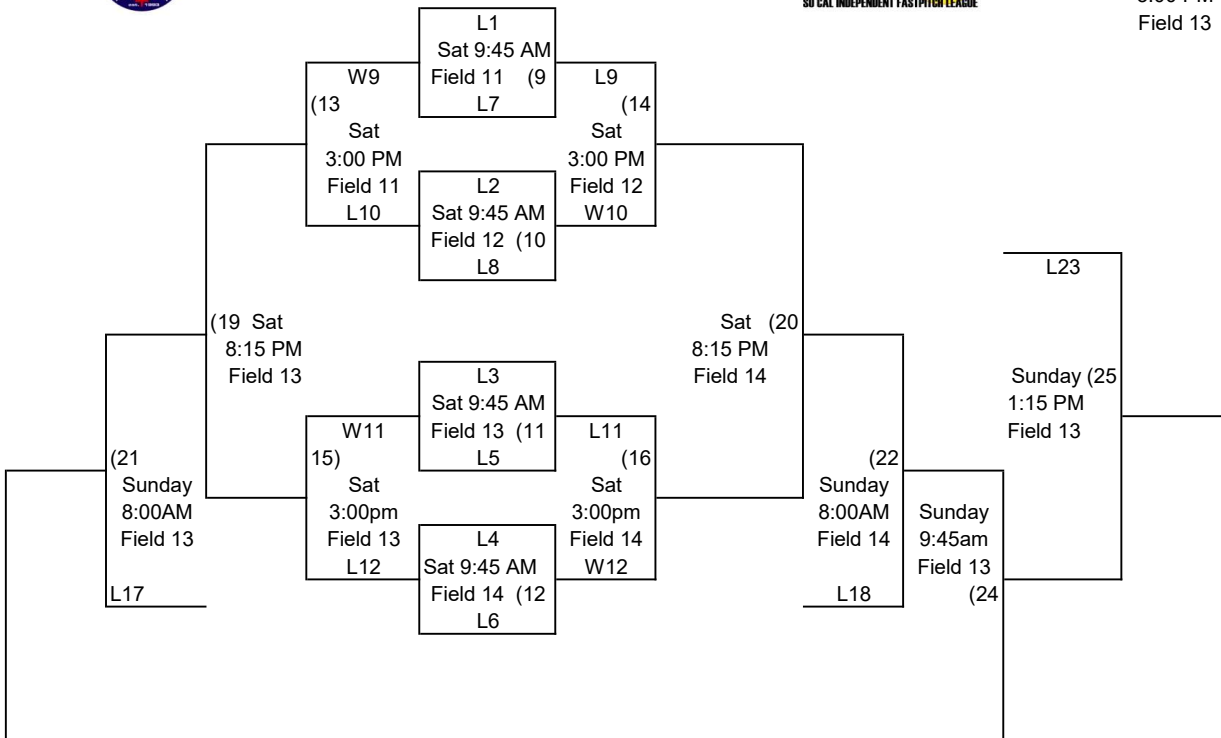 SO CAL INDEPENDENT FASTPITCH LEAGUE
Field 13
L1
Sat 9:45 AM
Field 11 (9
L7
W9
(13
Sat
3:00 PM
Field 11
L10
L9
(14
Sat
3:00 PM
Field 12
W10
L2
Sat 9:45 AM
Field 12 (10
L8
L23
(19 Sat
8:15 PM
Field 13
Sat (20
8:15 PM
Field 14
L3
Sat 9:45 AM
Field 13 (11
L5
Sunday (25
1:15 PM
Field 13
W11
15)
Sat
3:00pm
Field 13
L12
L11
(16
Sat
3:00pm
Field 14
W12
(21
Sunday
8:00AM
Field 13
L17
L4
Sat 9:45 AM
Field 14 (12
L6
(22
Sunday
8:00AM
Field 14
L18
Sunday
9:45am
Field 13
(24